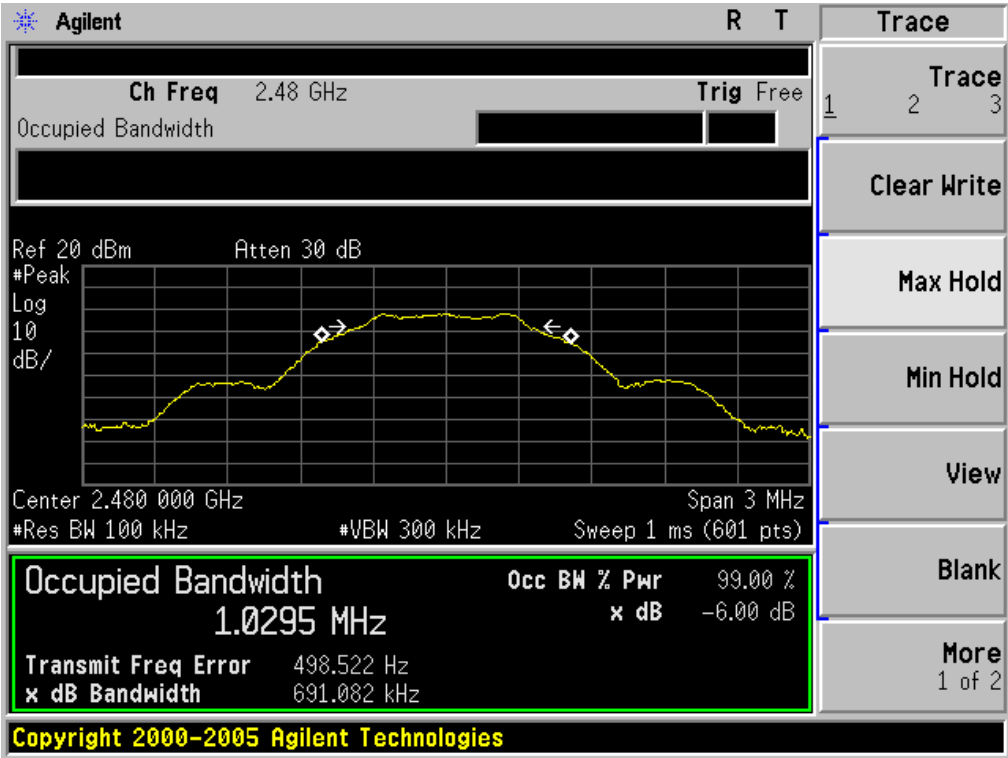 Agilent R T Trace
Ch Freq 2.48 GHz Trig Free
Occupied Bandwidth
Trace
1 2 3
Clear Write
Ref 20 dBm Atten 30 dB
#Peak
Log
10
dB/
Max Hold
Min Hold
Center 2.480 000 GHz Span 3 MHz
#Res BW 100 kHz #VBW 300 kHz Sweep 1 ms (601 pts)
View
Occupied Bandwidth
1.0295 MHz
Occ BW % Pwr 99.00 %
x dB -6.00 dB
Transmit Freq Error 498.522 Hz
x dB Bandwidth 691.082 kHz
Blank
More
1 of 2
Copyright 2000-2005 Agilent Technologies